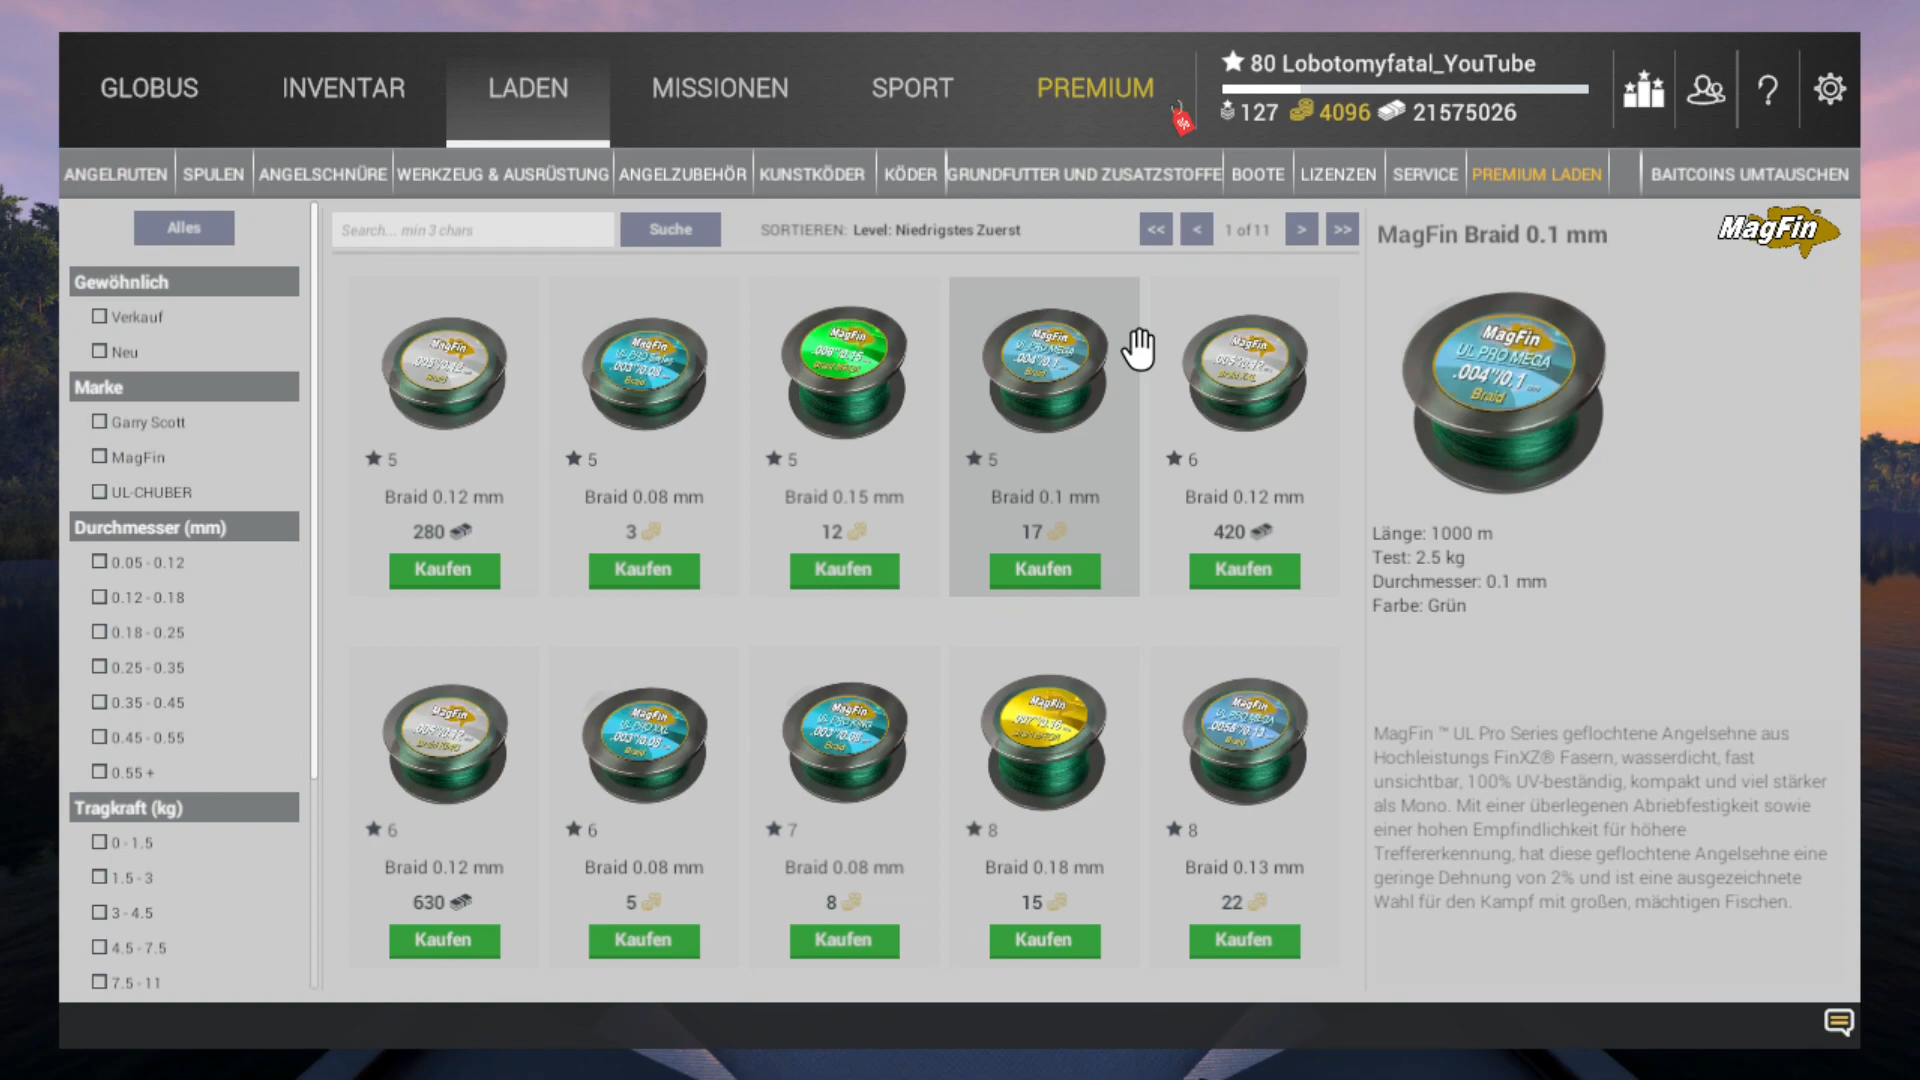 GLOBUS INVENTAR LADEN MISSIONEN SPORT PREMIUM
80 Lobotomyfatal_YouTube
127 4096 21575026
?
ANGELRUTEN SPULEN ANGELSCHNÜRE WERKZEUG & AUSRÜSTUNG ANGELZUBEHÖR KUNSTKÖDER KÖDER GRUNDFUTTER UND ZUSATZSTOFFE BOOTE LIZENZEN SERVICE PREMIUM LADEN BAITCOINS UMTAUSCHEN
Alles
Gewöhnlich
Verkauf
Neu
Marke
Garry Scott
MagFin
UL-CHUBER
Durchmesser (mm)
0.05 - 0.12
0.12 - 0.18
0.18 - 0.25
0.25 - 0.35
0.35 - 0.45
0.45 - 0.55
0.55 +
Tragkraft (kg)
0 - 1.5
1.5 - 3
3 - 4.5
4.5 - 7.5
7.5 - 11
Search... min 3 chars
Suche
SORTIEREN: Level: Niedrigstes Zuerst
<< < 1 of 11 > >>
MagFin MagFin MagFin MagFin MagFin
5 5 5 5 6
Braid 0.12 mm Braid 0.08 mm Braid 0.15 mm Braid 0.1 mm Braid 0.12 mm
280 3 12 17 420
Kaufen Kaufen Kaufen Kaufen Kaufen
MagFin MagFin MagFin MagFin MagFin
6 6 7 8 8
Braid 0.12 mm Braid 0.08 mm Braid 0.08 mm Braid 0.18 mm Braid 0.13 mm
630 5 8 15 22
Kaufen Kaufen Kaufen Kaufen Kaufen
MagFin Braid 0.1 mm
MagFin
MagFin
UL PRO MEGA
.004"/0.1 mm
Braid
Länge: 1000 m
Test: 2.5 kg
Durchmesser: 0.1 mm
Farbe: Grün
MagFin ™ UL Pro Series geflochtene Angelsehne aus
Hochleistungs FinXZ® Fasern, wasserdicht, fast
unsichtbar, 100% UV-beständig, kompakt und viel stärker
als Mono. Mit einer überlegenen Abriebfestigkeit sowie
einer hohen Empfindlichkeit für höhere
Treffererkennung, hat diese geflochtene Angelsehne eine
geringe Dehnung von 2% und ist eine ausgezeichnete
Wahl für den Kampf mit großen, mächtigen Fischen.